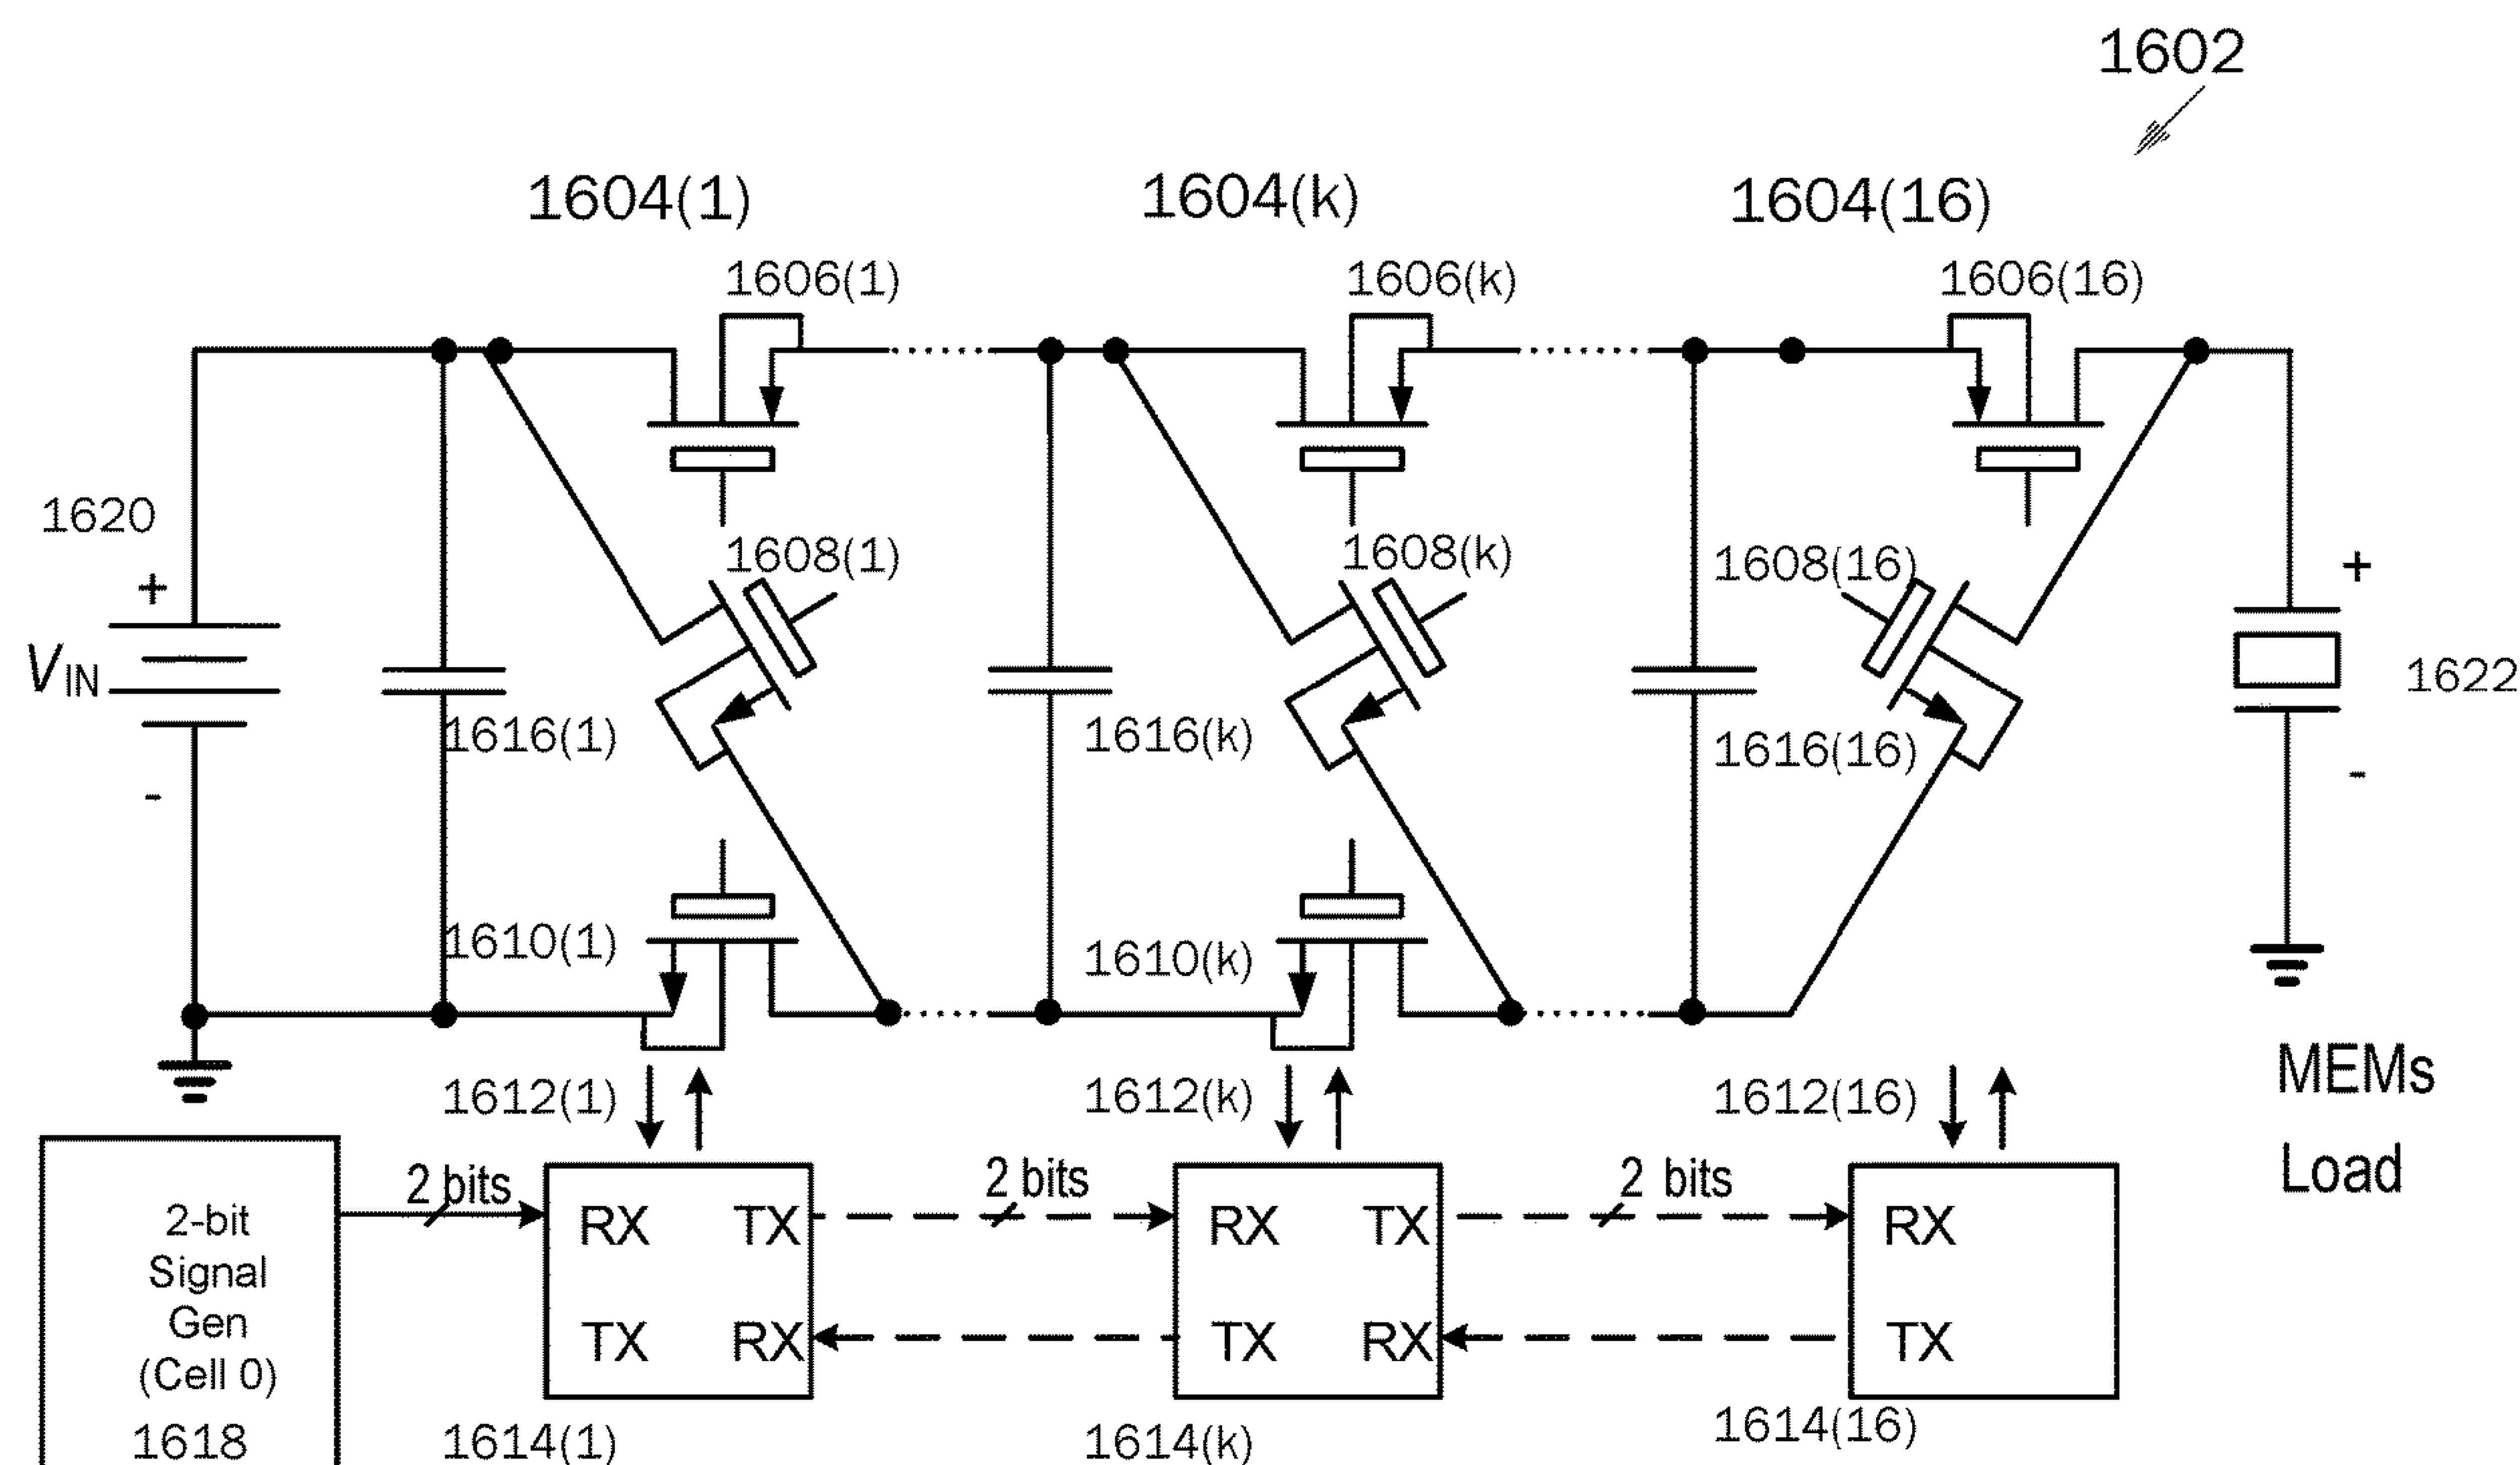 1602
1604(1)
1604(k)
1604(16)
1606(1)
1606(k)
1606(16)
1620
+
VIN
-
1608(1)
1608(k)
1608(16)
+
1622
-
1616(1)
1616(k)
1616(16)
1610(1)
1610(k)
1612(1)
1612(k)
1612(16)
MEMs
Load
2-bit
Signal
Gen
(Cell 0)
1618
2 bits
2 bits
2 bits
RX TX
TX RX
RX TX
TX RX
RX
TX
1614(1)
1614(k)
1614(16)